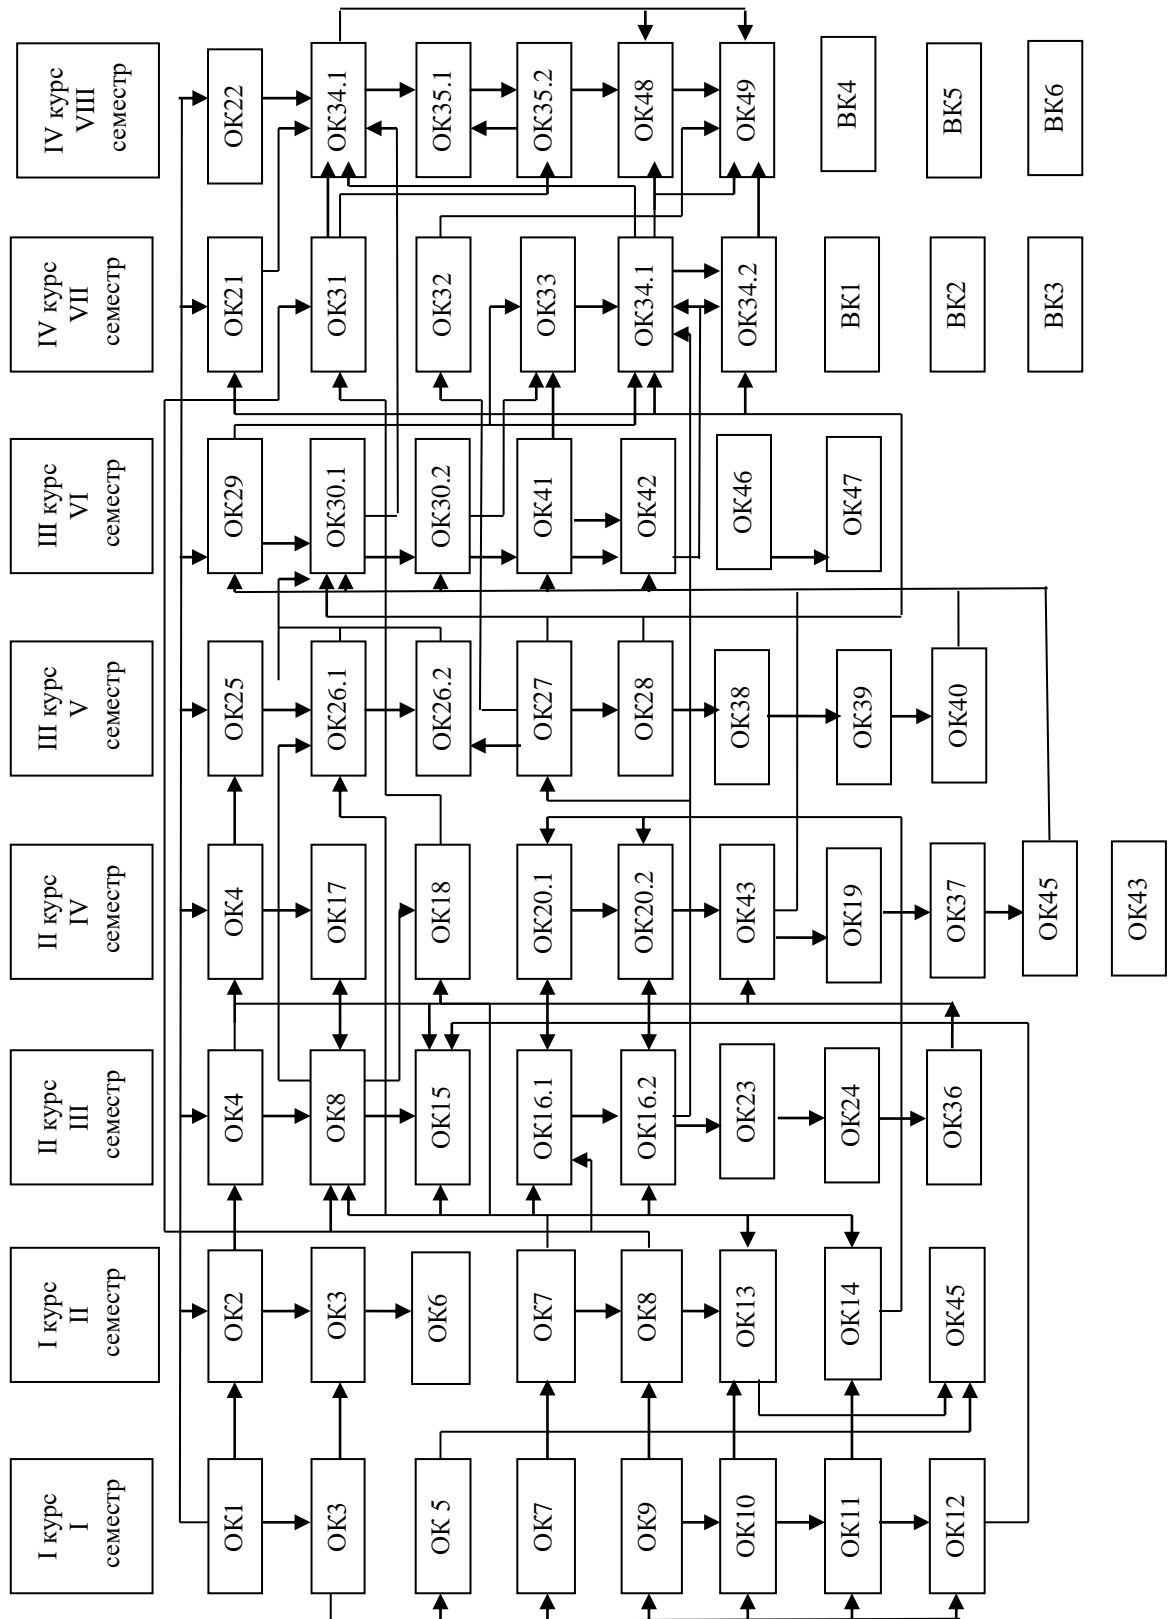 I курс
I
семестр
I курс
II
семестр
II курс
III
семестр
II курс
IV
семестр
III курс
V
семестр
III курс
VI
семестр
IV курс
VII
семестр
IV курс
VIII
семестр
ОК1
ОК2
ОК4
ОК4
ОК25
ОК29
ОК21
ОК22
ОК3
ОК3
ОК8
ОК17
ОК26.1
ОК30.1
ОК31
ОК34.1
ОК 5
ОК6
ОК15
ОК18
ОК26.2
ОК30.2
ОК32
ОК35.1
ОК7
ОК7
ОК16.1
ОК20.1
ОК27
ОК41
ОК33
ОК35.2
ОК9
ОК8
ОК16.2
ОК20.2
ОК28
ОК42
ОК34.1
ОК48
ОК10
ОК13
ОК23
ОК43
ОК38
ОК46
ОК34.2
ОК49
ОК11
ОК14
ОК24
ОК19
ОК39
ОК47
ВК1
ВК4
ОК12
ОК45
ОК36
ОК37
ОК40
ВК2
ВК5
ОК45
ВК3
ВК6
ОК43